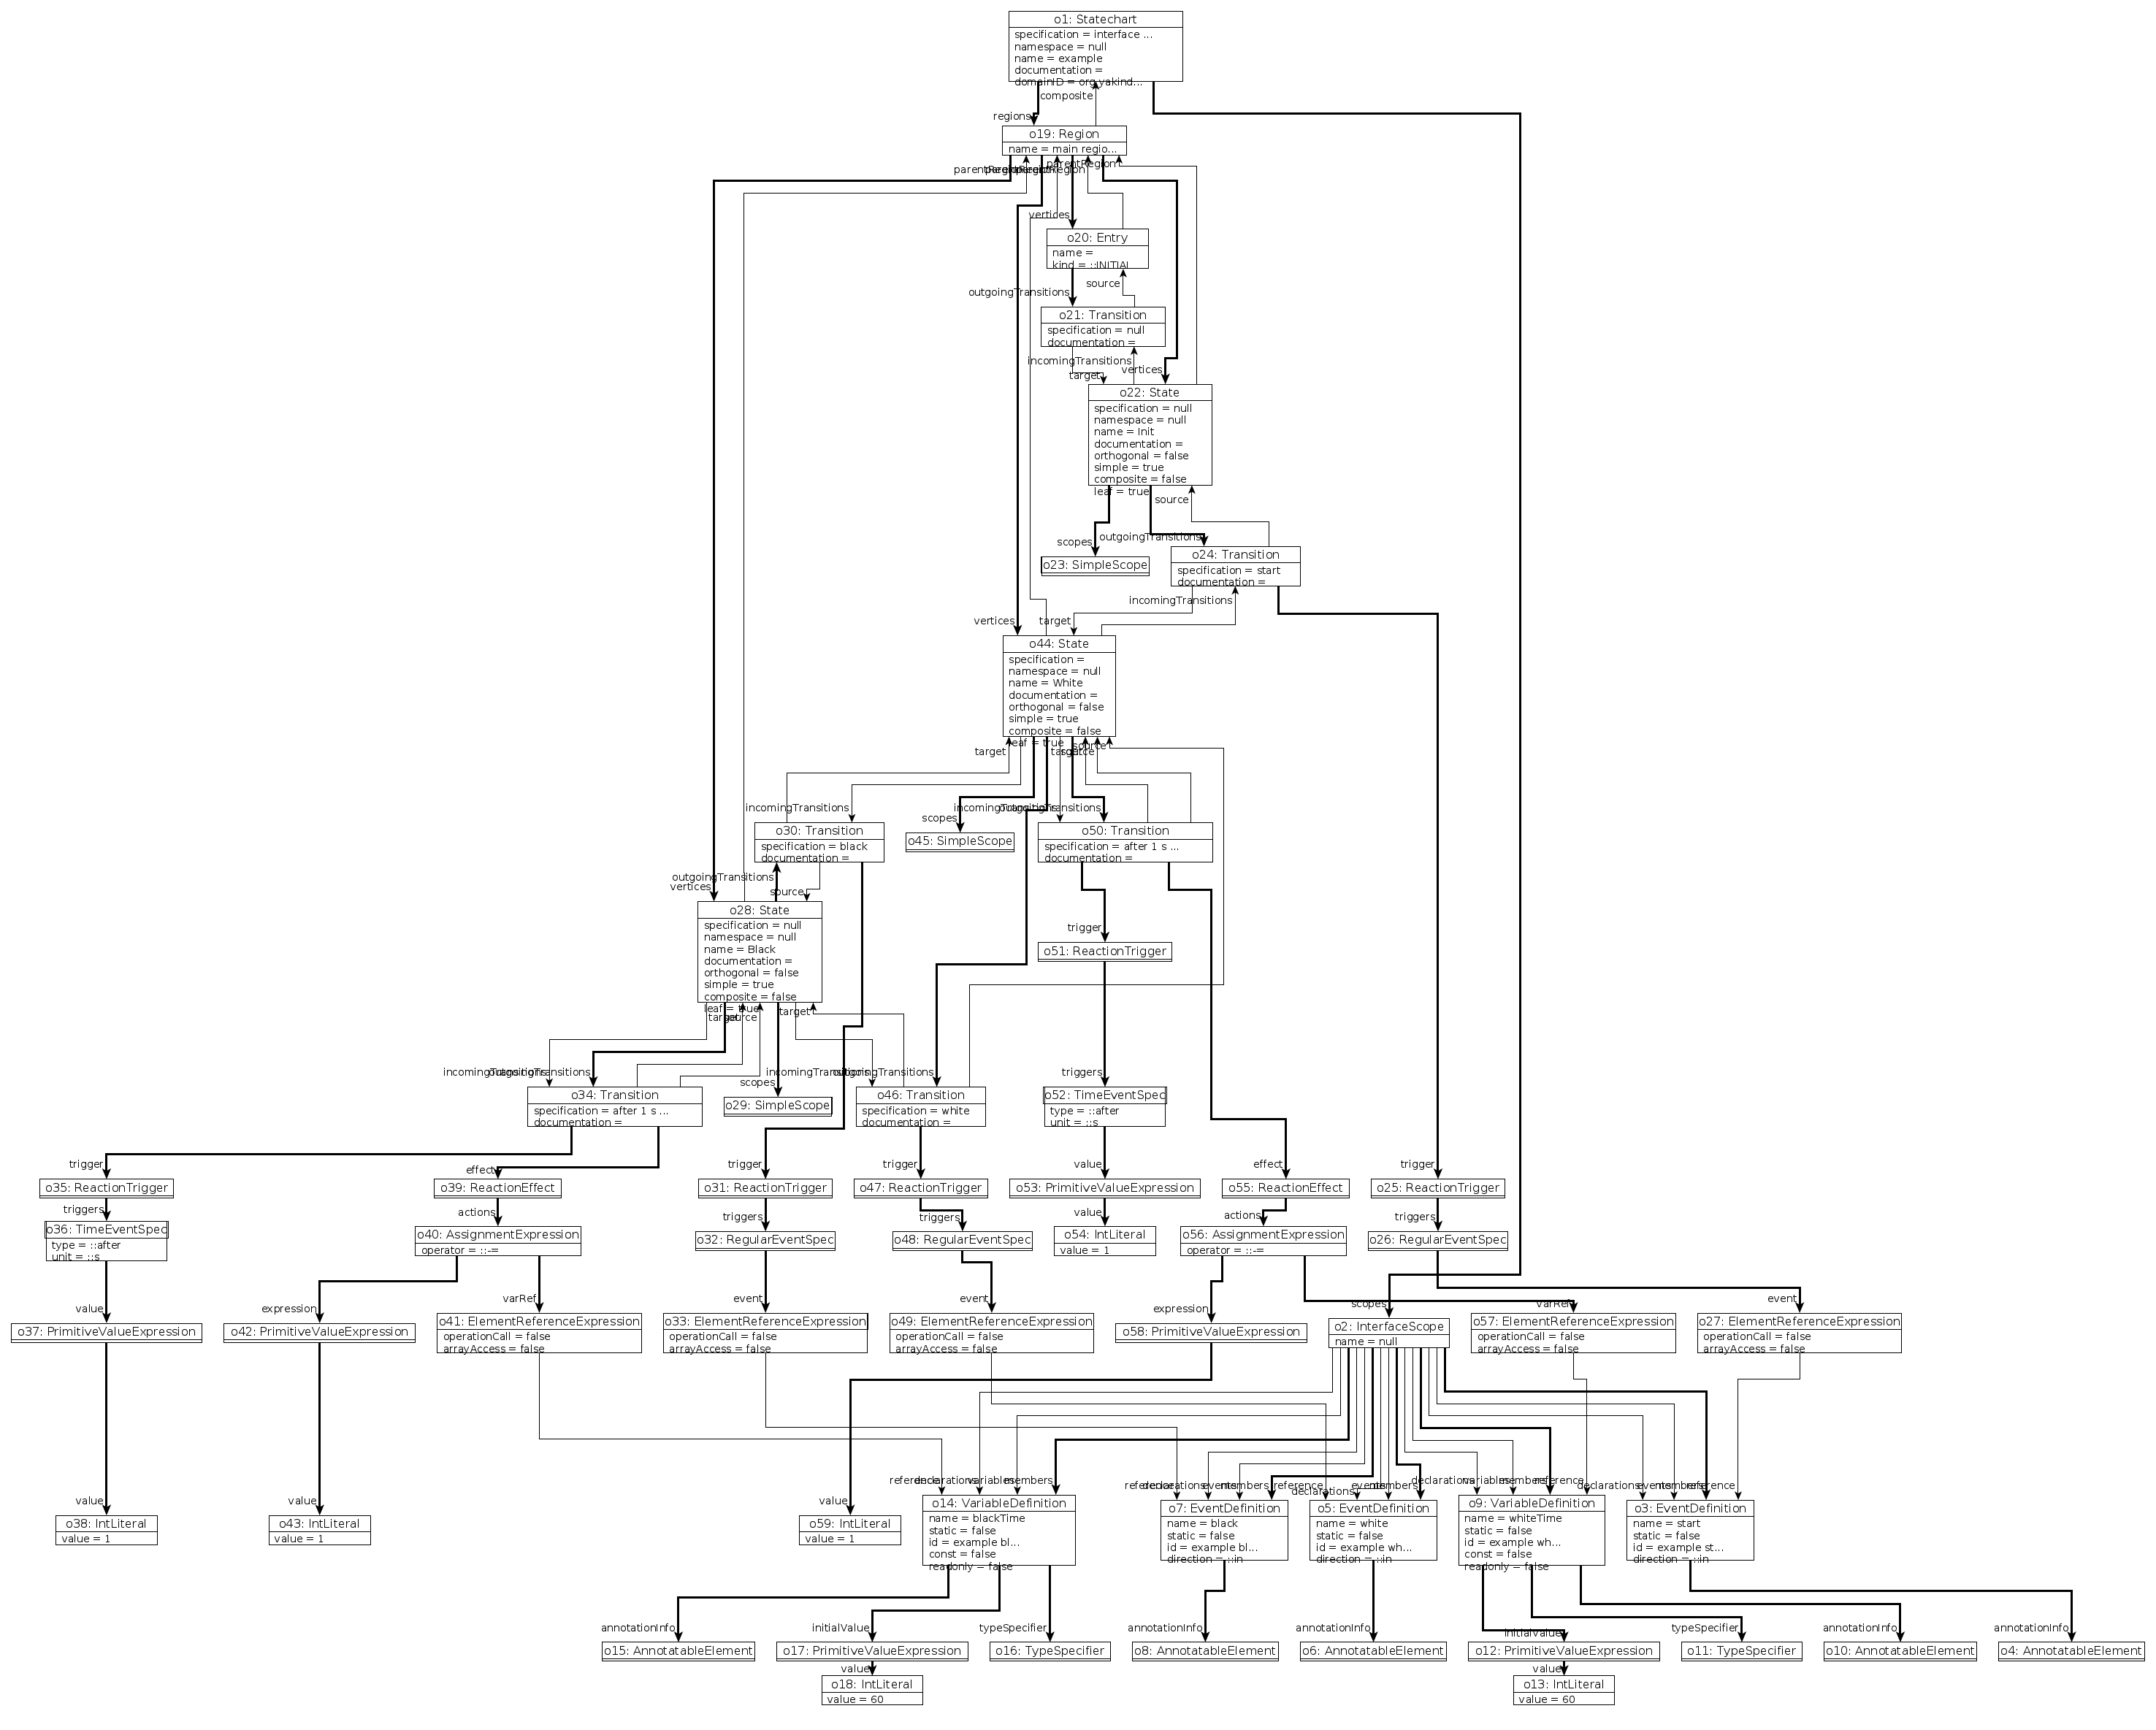 o1: Statechart
specification = interface ...
namespace = null
name = example
documentation =
domainID = org.yakind...
composite
regions
o19: Region
name = main regio...
parentRegion
vertices
o20: Entry
name =
kind = ::INITIAL
source
outgoingTransitions
o21: Transition
specification = null
documentation =
incomingTransitions
target
vertices
o22: State
specification = null
namespace = null
name = Init
documentation =
orthogonal = false
simple = true
composite = false
leaf = true
source
scopes
outgoingTransitions
o23: SimpleScope
o24: Transition
specification = start
documentation =
incomingTransitions
vertices
target
o44: State
specification =
namespace = null
name = White
documentation =
orthogonal = false
simple = true
composite = false
leaf = true
target
source
incomingTransitions
scopes
outgoingTransitions
o30: Transition
specification = black
documentation =
o45: SimpleScope
o50: Transition
specification = after 1 s ...
documentation =
outgoingTransitions
vertices
source
o28: State
specification = null
namespace = null
name = Black
documentation =
orthogonal = false
simple = true
composite = false
leaf = true
target
source
target
trigger
o51: ReactionTrigger
incomingTransitions
outgoingTransitions
scopes
incomingTransitions
outgoingTransitions
triggers
o34: Transition
specification = after 1 s ...
documentation =
o29: SimpleScope
o46: Transition
specification = white
documentation =
o52: TimeEventSpec
type = ::after
unit = ::s
trigger
effect
trigger
trigger
value
effect
trigger
o35: ReactionTrigger
o39: ReactionEffect
o31: ReactionTrigger
o47: ReactionTrigger
o53: PrimitiveValueExpression
o55: ReactionEffect
o25: ReactionTrigger
triggers
actions
triggers
triggers
value
actions
triggers
o36: TimeEventSpec
type = ::after
unit = ::s
o40: AssignmentExpression
operator = ::-=
o32: RegularEventSpec
o48: RegularEventSpec
o54: IntLiteral
value = 1
o56: AssignmentExpression
operator = ::-=
o26: RegularEventSpec
value
expression
varRef
event
event
expression
scopes
varRef
event
o37: PrimitiveValueExpression
o42: PrimitiveValueExpression
o41: ElementReferenceExpression
operationCall = false
arrayAccess = false
o33: ElementReferenceExpression
operationCall = false
arrayAccess = false
o49: ElementReferenceExpression
operationCall = false
arrayAccess = false
o58: PrimitiveValueExpression
o2: InterfaceScope
name = null
o57: ElementReferenceExpression
operationCall = false
arrayAccess = false
o27: ElementReferenceExpression
operationCall = false
arrayAccess = false
value
value
value
reference
declarations
variables
members
reference
declarations
events
members
reference
declarations
events
members
declarations
variables
members
reference
declarations
events
members
reference
o38: IntLiteral
value = 1
o43: IntLiteral
value = 1
o59: IntLiteral
value = 1
o14: VariableDefinition
name = blackTime
static = false
id = example bl...
const = false
readonly = false
o7: EventDefinition
name = black
static = false
id = example bl...
direction = ::in
o5: EventDefinition
name = white
static = false
id = example wh...
direction = ::in
o9: VariableDefinition
name = whiteTime
static = false
id = example wh...
const = false
readonly = false
o3: EventDefinition
name = start
static = false
id = example st...
direction = ::in
annotationInfo
initialValue
typeSpecifier
annotationInfo
annotationInfo
initialValue
typeSpecifier
annotationInfo
annotationInfo
o15: AnnotatableElement
o17: PrimitiveValueExpression
o16: TypeSpecifier
o8: AnnotatableElement
o6: AnnotatableElement
o12: PrimitiveValueExpression
o11: TypeSpecifier
o10: AnnotatableElement
o4: AnnotatableElement
value
value
o18: IntLiteral
value = 60
o13: IntLiteral
value = 60